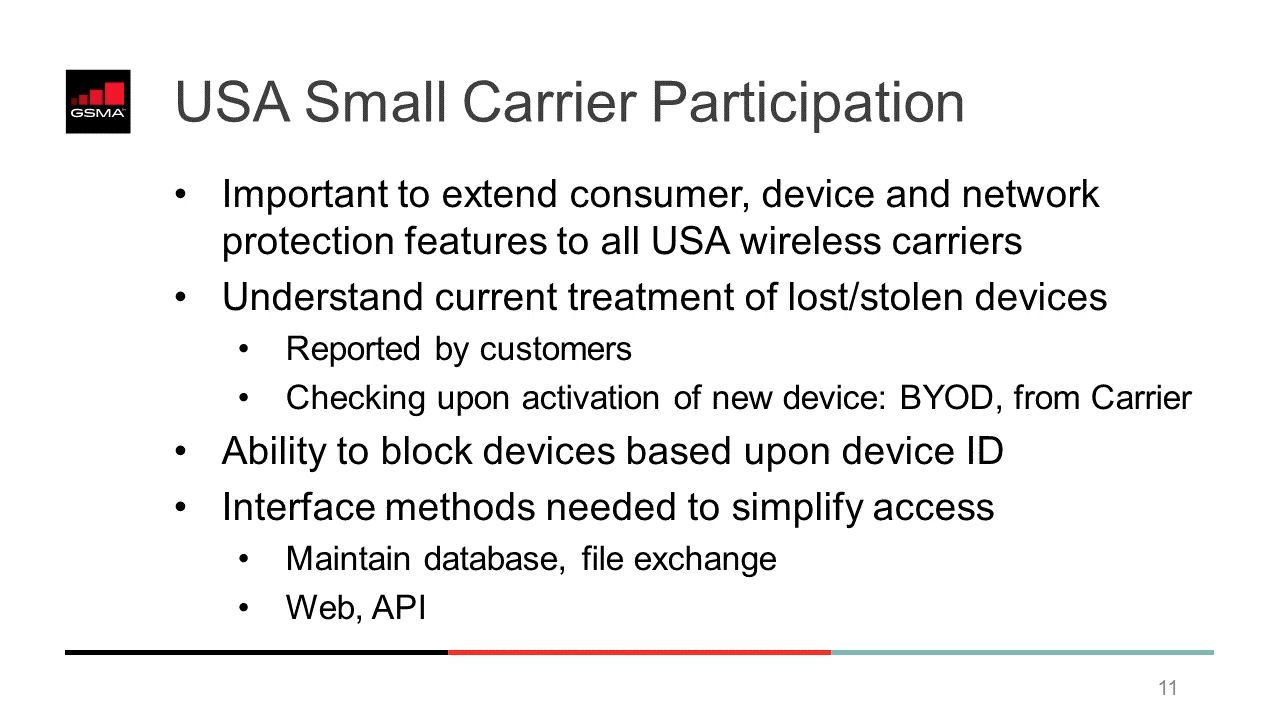 GSMA™
USA Small Carrier Participation
• Important to extend consumer, device and network
protection features to all USA wireless carriers
• Understand current treatment of lost/stolen devices
• Reported by customers
• Checking upon activation of new device: BYOD, from Carrier
• Ability to block devices based upon device ID
• Interface methods needed to simplify access
• Maintain database, file exchange
• Web, API
11